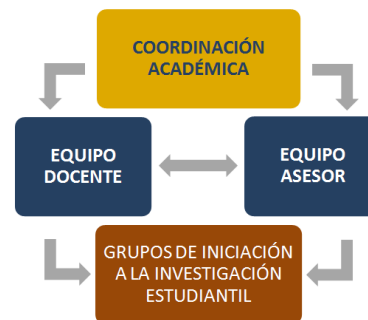 COORDINACIÓN
ACADÉMICA
EQUIPO
DOCENTE
EQUIPO
ASESOR
GRUPOS DE INICIACIÓN
A LA INVESTIGACIÓN
ESTUDIANTIL